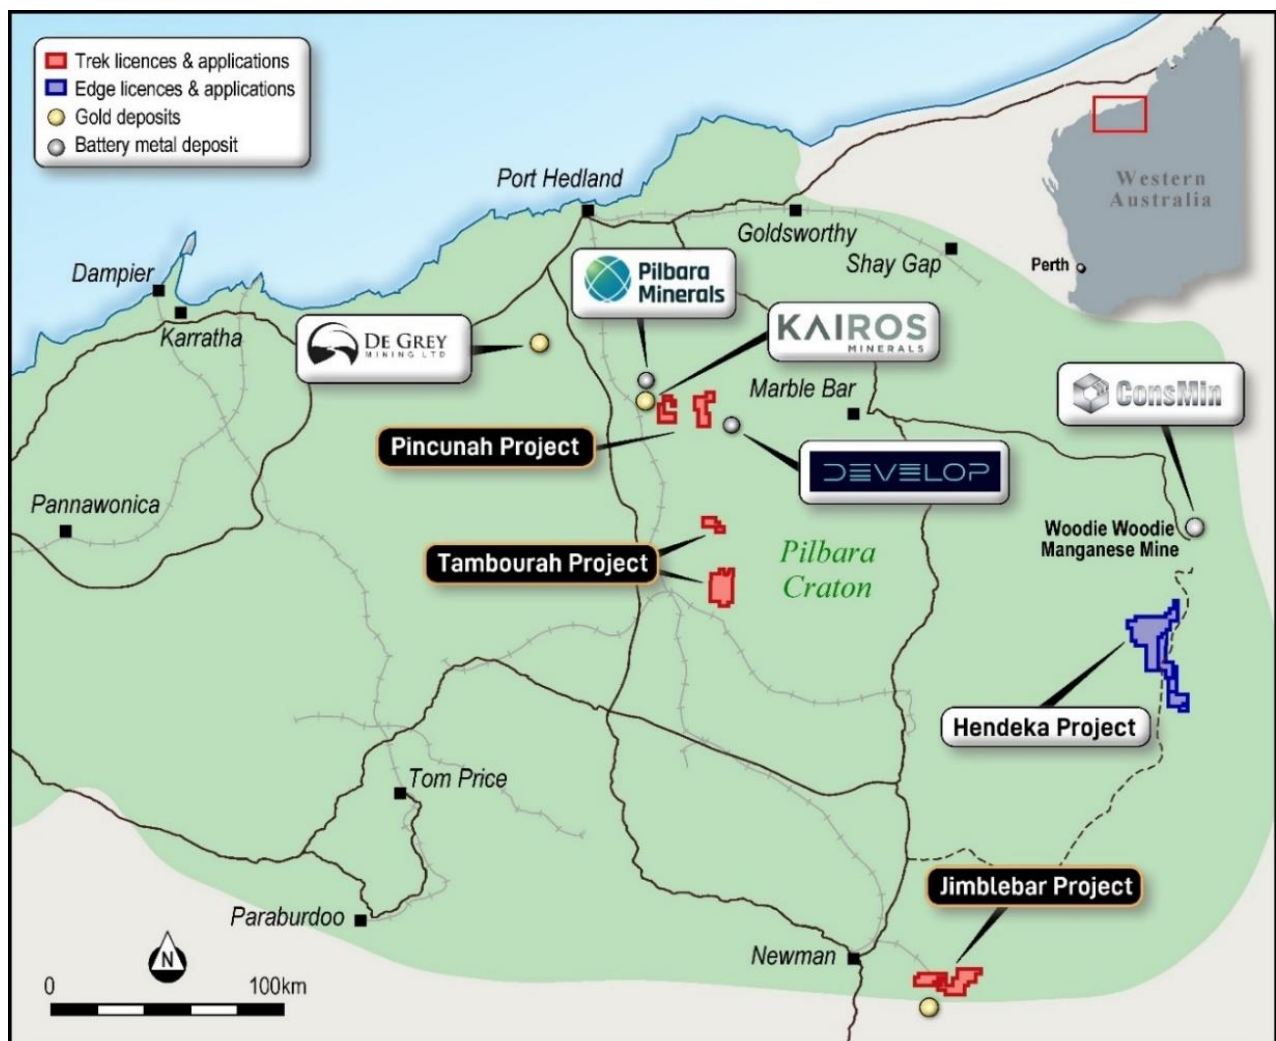 Trek licences & applications
Edge licences & applications
Gold deposits
Battery metal deposit
Western
Australia
Perth
Port Hedland
Goldsworthy
Shay Gap
Dampier
Karratha
Pilbara
Minerals
DE GREY
MINING LTD
KAIROS
MINERALS
Marble Bar
ConsMin
Pincunah Project
DEVELOP
Pannawonica
Woodie Woodie
Manganese Mine
Tambourah Project
Pilbara
Craton
Hendeka Project
Tom Price
Jimblebar Project
Paraburdoo
Newman
N
0 100km